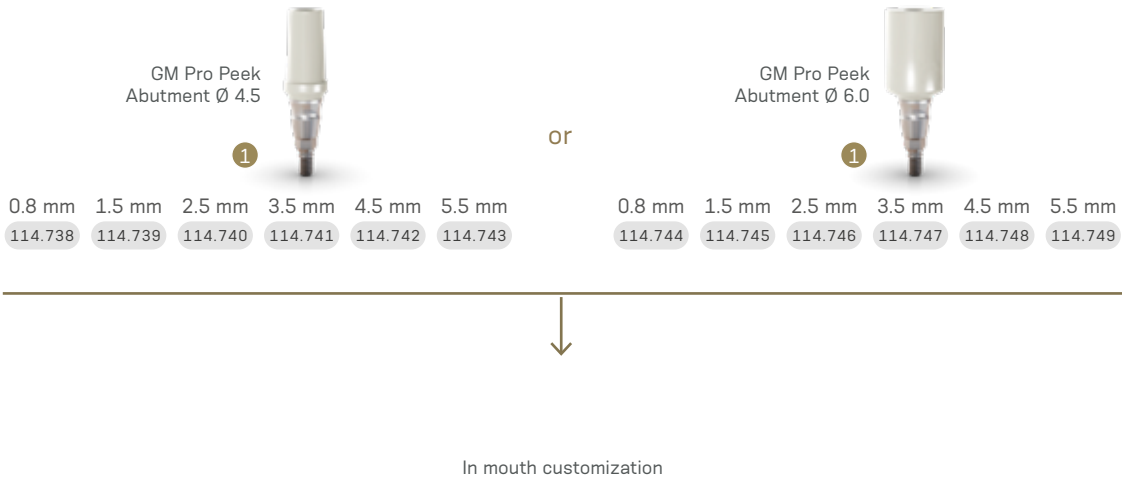 GM Pro Peek
Abutment Ø 4.5
1
0.8 mm 1.5 mm 2.5 mm 3.5 mm 4.5 mm 5.5 mm
114.738 114.739 114.740 114.741 114.742 114.743
or
GM Pro Peek
Abutment Ø 6.0
1
0.8 mm 1.5 mm 2.5 mm 3.5 mm 4.5 mm 5.5 mm
114.744 114.745 114.746 114.747 114.748 114.749
In mouth customization